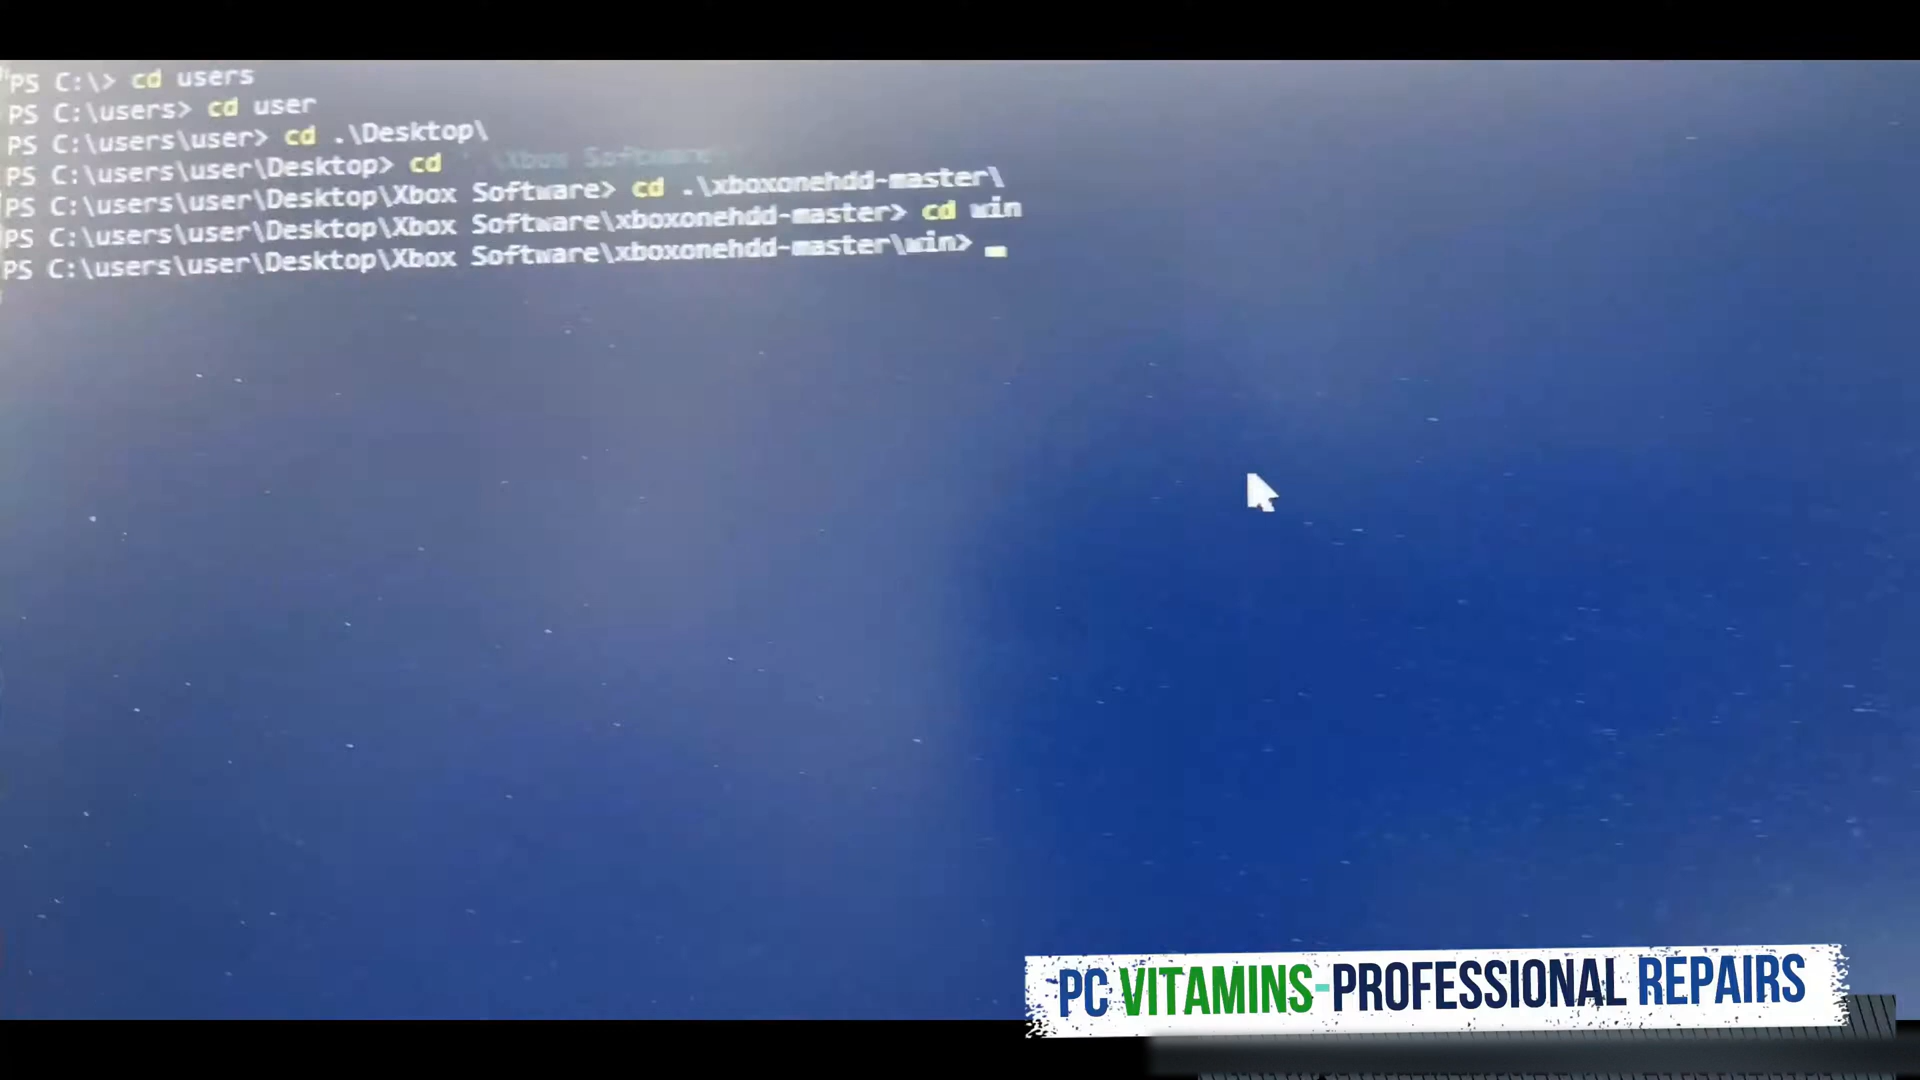 PS C:\> cd users
PS C:\users> cd user
PS C:\users\user> cd .\Desktop\
PS C:\users\user\Desktop> cd '.\Xbox Software'
PS C:\users\user\Desktop\Xbox Software> cd .\xboxonehdd-master\
PS C:\users\user\Desktop\Xbox Software\xboxonehdd-master> cd win
PS C:\users\user\Desktop\Xbox Software\xboxonehdd-master\win>
PC VITAMINS-PROFESSIONAL REPAIRS